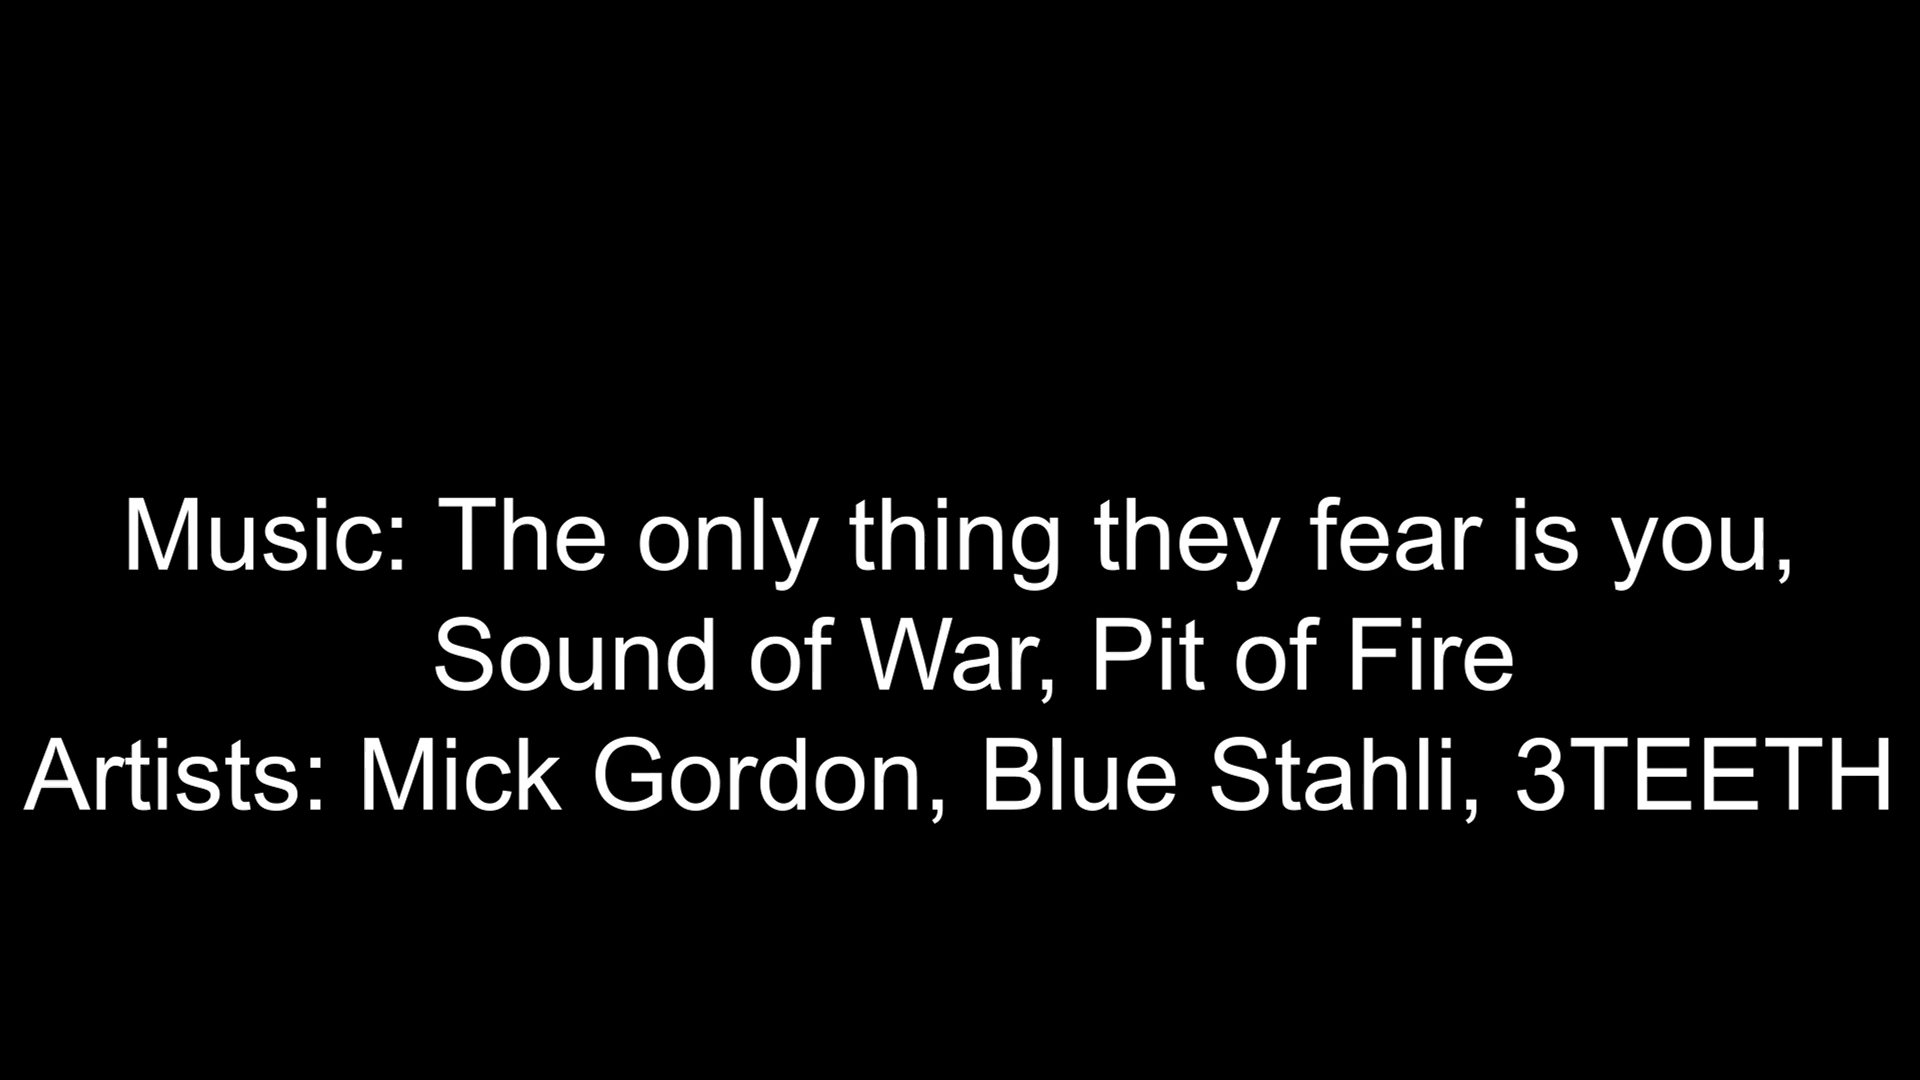 Music: The only thing they fear is you,
Sound of War, Pit of Fire
Artists: Mick Gordon, Blue Stahli, 3TEETH